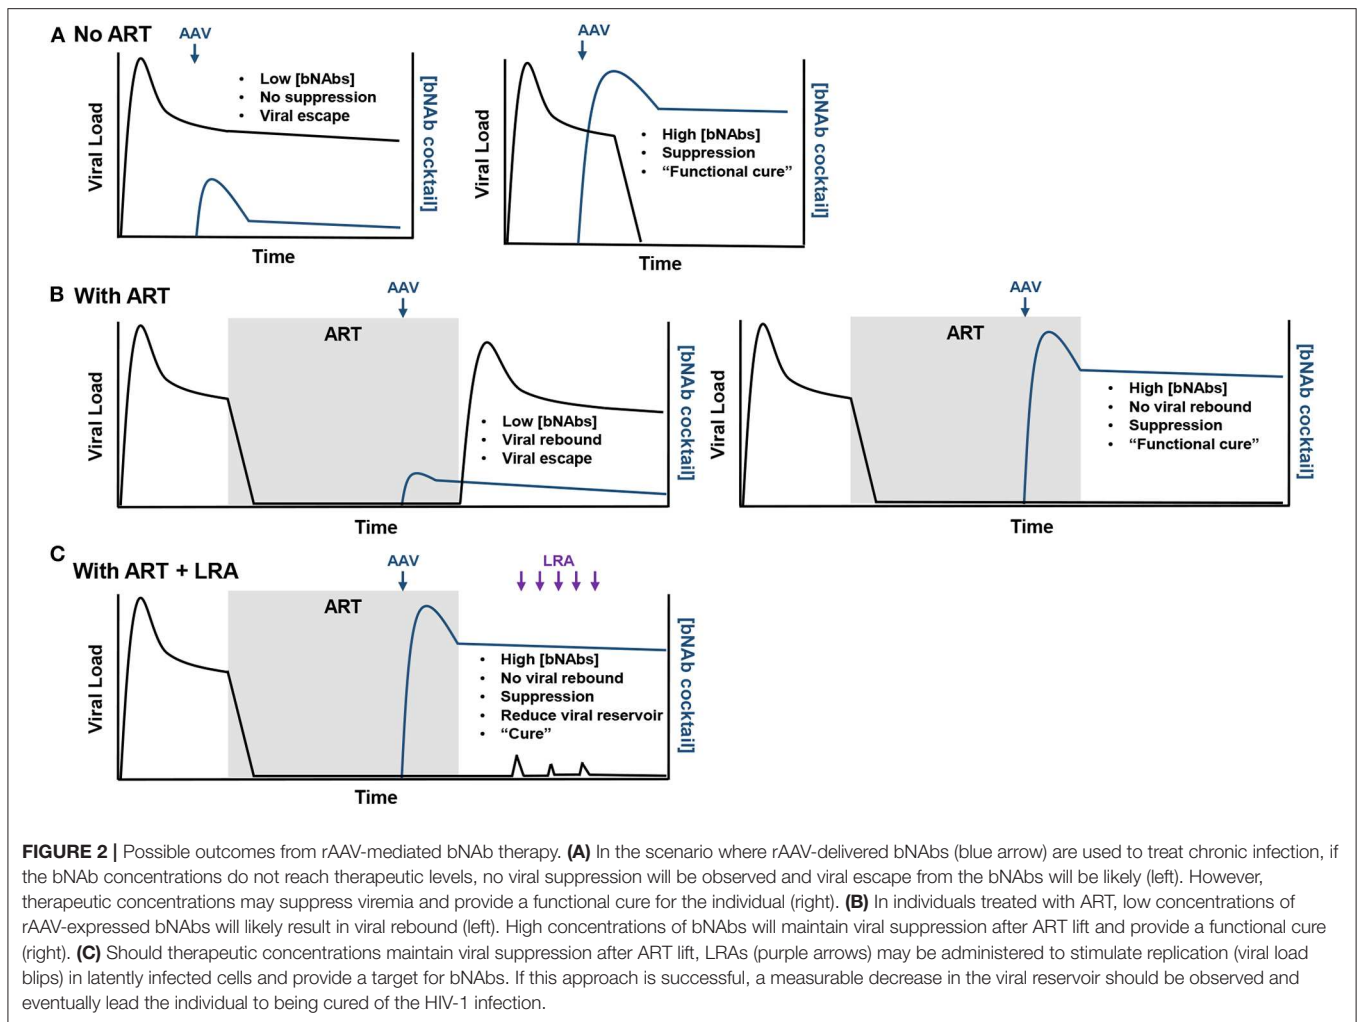 A No ART
AAV
Viral Load
• Low [bNAbs]
• No suppression
• Viral escape
[bNAb cocktail]
Time
AAV
Viral Load
• High [bNAbs]
• Suppression
• “Functional cure”
[bNAb cocktail]
Time
B With ART
AAV
ART
Viral Load
• Low [bNAbs]
• Viral rebound
• Viral escape
[bNAb cocktail]
Time
AAV
ART
Viral Load
• High [bNAbs]
• No viral rebound
• Suppression
• “Functional cure”
[bNAb cocktail]
Time
C
With ART + LRA
AAV
LRA
ART
Viral Load
• High [bNAbs]
• No viral rebound
• Suppression
• Reduce viral reservoir
• “Cure”
[bNAb cocktail]
Time
FIGURE 2 | Possible outcomes from rAAV-mediated bNAb therapy. (A) In the scenario where rAAV-delivered bNAbs (blue arrow) are used to treat chronic infection, if
the bNAb concentrations do not reach therapeutic levels, no viral suppression will be observed and viral escape from the bNAbs will be likely (left). However,
therapeutic concentrations may suppress viremia and provide a functional cure for the individual (right). (B) In individuals treated with ART, low concentrations of
rAAV-expressed bNAbs will likely result in viral rebound (left). High concentrations of bNAbs will maintain viral suppression after ART lift and provide a functional cure
(right). (C) Should therapeutic concentrations maintain viral suppression after ART lift, LRAs (purple arrows) may be administered to stimulate replication (viral load
blips) in latently infected cells and provide a target for bNAbs. If this approach is successful, a measurable decrease in the viral reservoir should be observed and
eventually lead the individual to being cured of the HIV-1 infection.